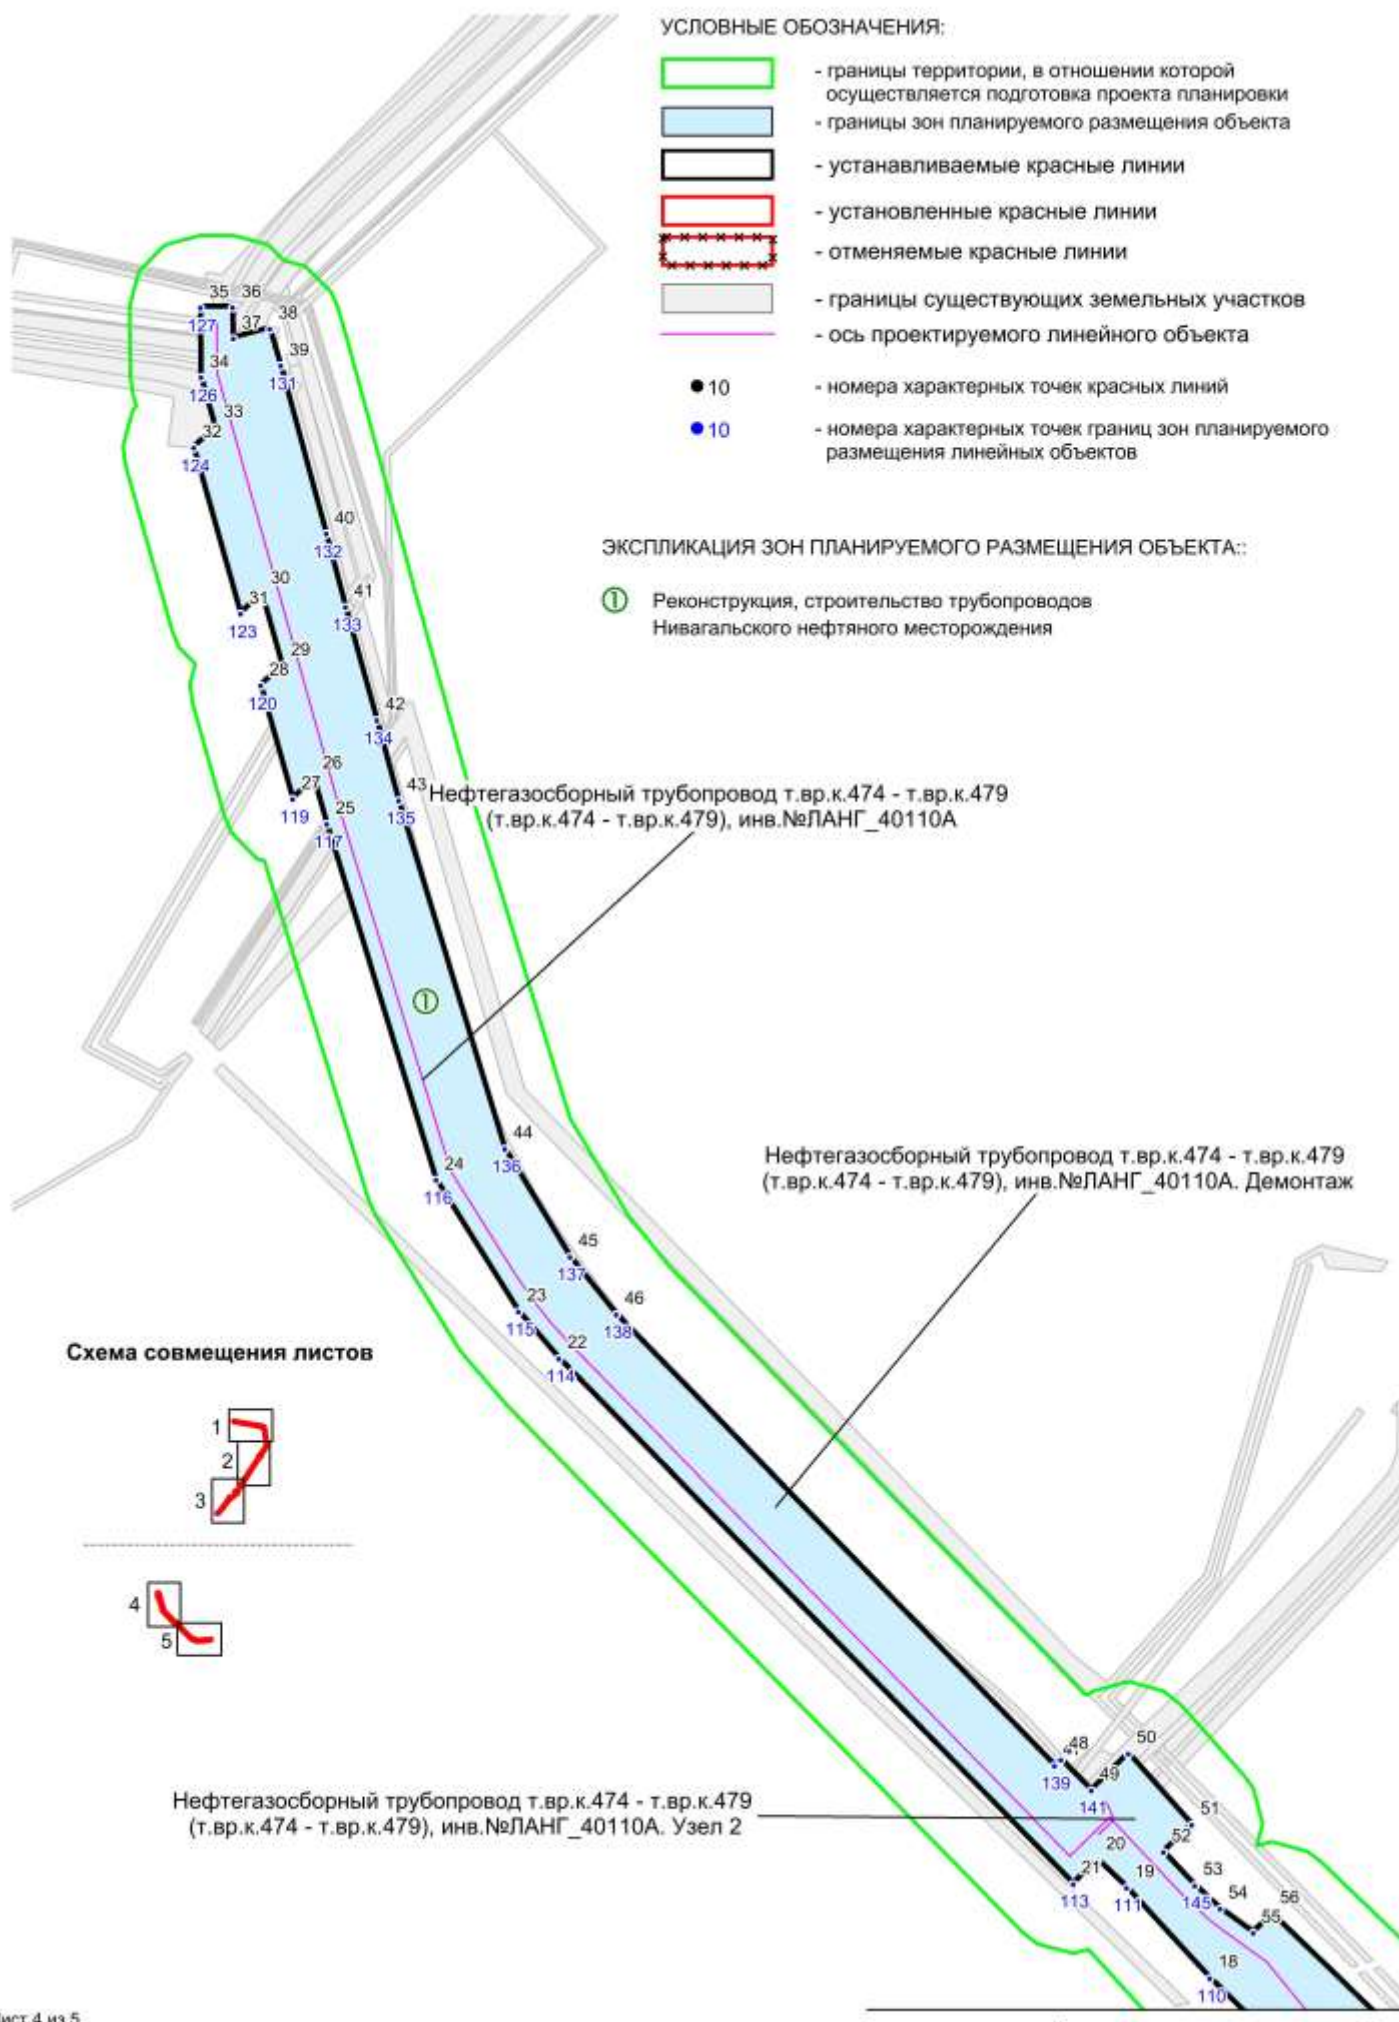 УСЛОВНЫЕ ОБОЗНАЧЕНИЯ:
- границы территории, в отношении которой
осуществляется подготовка проекта планировки
- границы зон планируемого размещения объекта
- устанавливаемые красные линии
- установленные красные линии
- отменяемые красные линии
- границы существующих земельных участков
- ось проектируемого линейного объекта
10 - номера характерных точек красных линий
10 - номера характерных точек границ зон планируемого
размещения линейных объектов
ЭКСПЛИКАЦИЯ ЗОН ПЛАНИРУЕМОГО РАЗМЕЩЕНИЯ ОБЪЕКТА::
1 Реконструкция, строительство трубопроводов
Нивагальского нефтяного месторождения
35 36
127 37 38
34 39
126 131
33
32
124
40
132
30
31 41
123 133
29
28
120 42
134
26
27 43
119 25 135
117
Нефтегазосборный трубопровод т.вр.к.474 - т.вр.к.479
(т.вр.к.474 - т.вр.к.479), инв.№ЛАНГ_40110А
1
44
136
24
116
Нефтегазосборный трубопровод т.вр.к.474 - т.вр.к.479
(т.вр.к.474 - т.вр.к.479), инв.№ЛАНГ_40110А. Демонтаж
45
137
23 46
115 138
22
114
Схема совмещения листов
1
2
3
4
5
48 50
139 49
141 51
Нефтегазосборный трубопровод т.вр.к.474 - т.вр.к.479
(т.вр.к.474 - т.вр.к.479), инв.№ЛАНГ_40110А. Узел 2
20 52
21 19 53
113 111 145 54
55 56
18
110
4 из 5